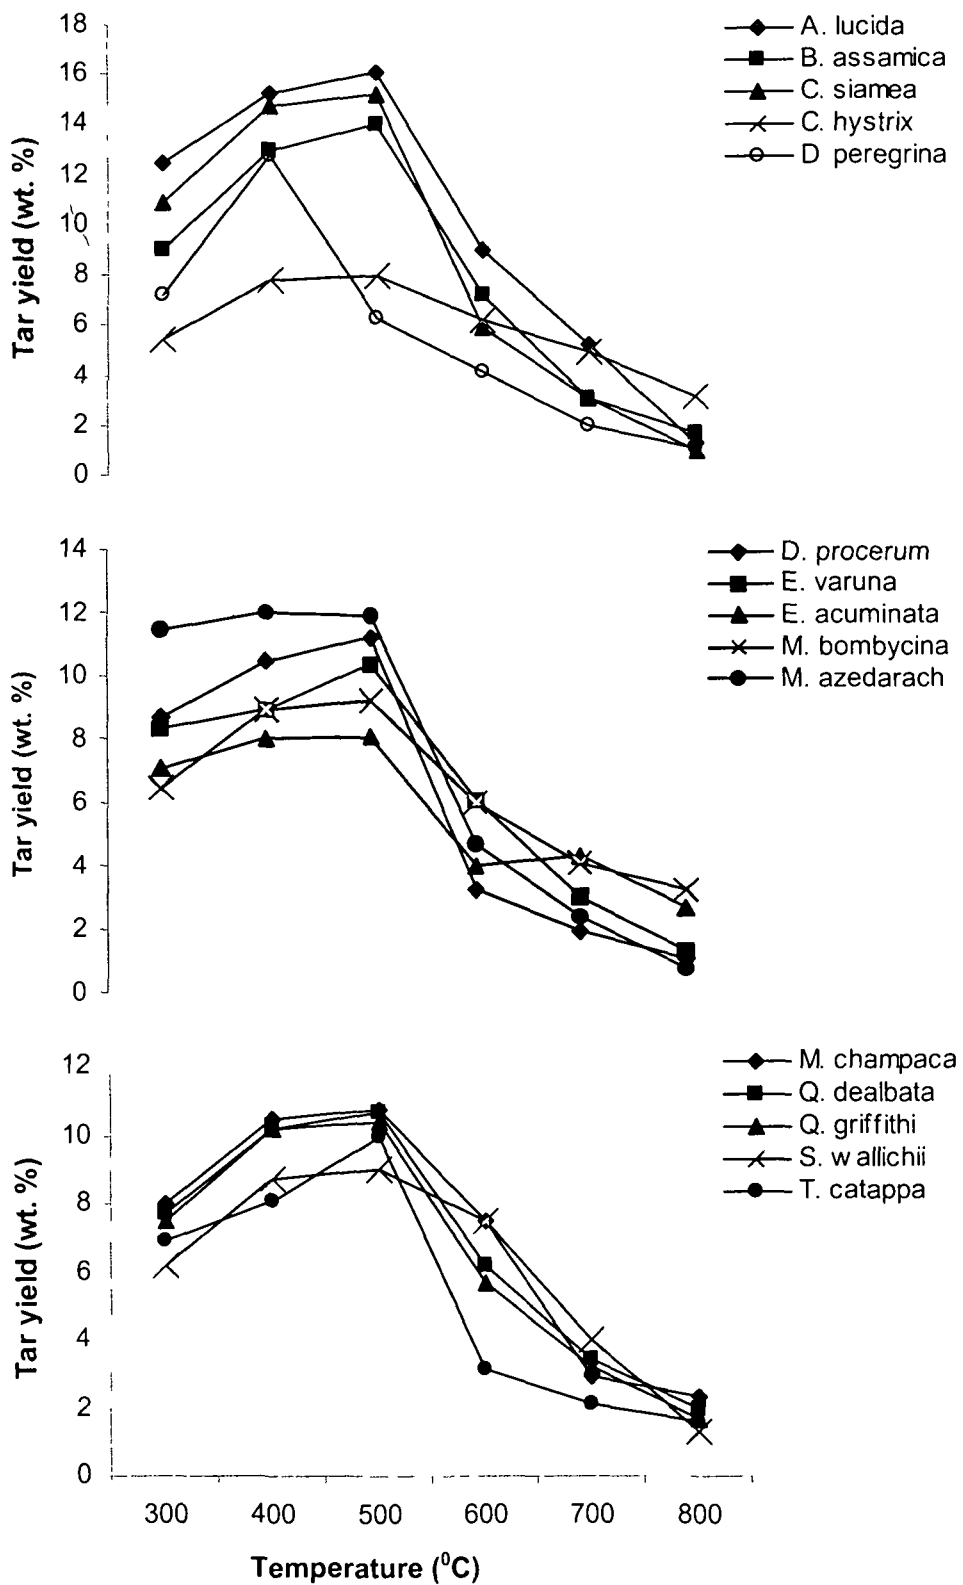 18
16
14
12
10
8
6
4
2
0
Tar yield (wt. %)
A. lucida
B. assamica
C. siamea
C. hystrix
D peregrina
14
12
10
8
6
4
2
0
Tar yield (wt. %)
D. procerum
E. varuna
E. acuminata
M. bombycina
M. azedarach
12
10
8
6
4
2
0
Tar yield (wt. %)
M. champaca
Q. dealbata
Q. griffithi
S. wallichii
T. catappa
300 400 500 600 700 800
Temperature (⁰C)